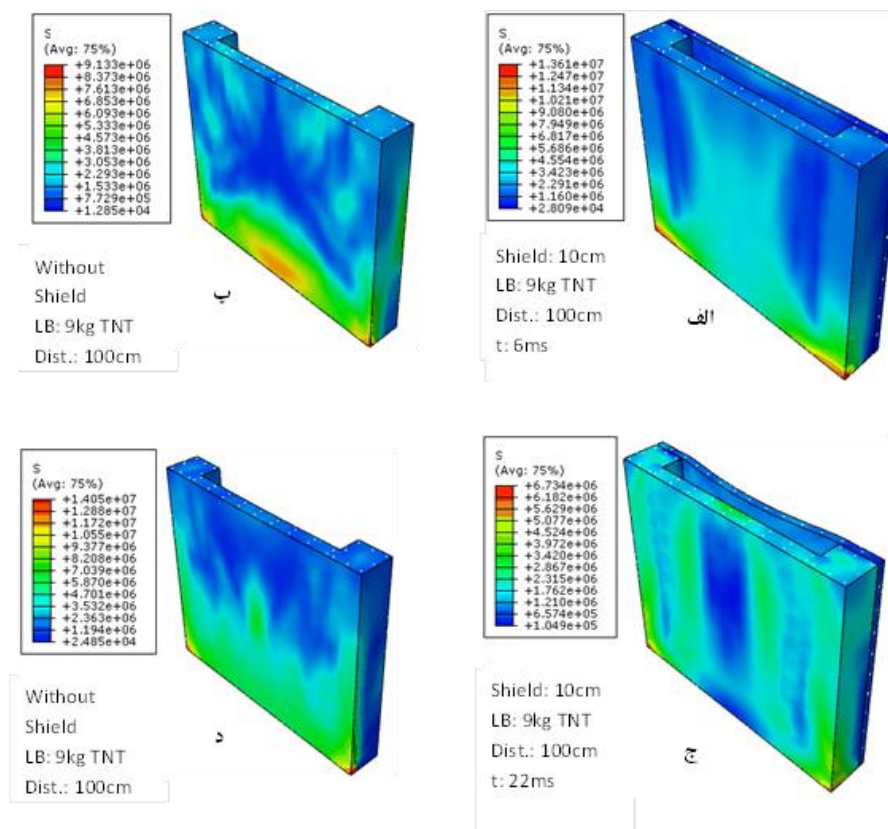 S
(Avg: 75%)
+9.133e+06
+8.373e+06
+7.613e+06
+6.853e+06
+6.093e+06
+5.333e+06
+4.573e+06
+3.813e+06
+3.053e+06
+2.293e+06
+1.533e+06
+7.729e+05
+1.285e+04
Without
Shield
LB: 9kg TNT
Dist.: 100cm
ب
S
(Avg: 75%)
+1.361e+07
+1.247e+07
+1.134e+07
+1.021e+07
+9.080e+06
+7.949e+06
+6.817e+06
+5.686e+06
+4.554e+06
+3.423e+06
+2.291e+06
+1.160e+06
+2.809e+04
Shield: 10cm
LB: 9kg TNT
Dist.: 100cm
t: 6ms
الف
S
(Avg: 75%)
+1.405e+07
+1.288e+07
+1.172e+07
+1.055e+07
+9.377e+06
+8.208e+06
+7.039e+06
+5.870e+06
+4.701e+06
+3.532e+06
+2.363e+06
+1.194e+06
+2.485e+04
Without
Shield
LB: 9kg TNT
Dist.: 100cm
د
S
(Avg: 75%)
+6.734e+06
+6.182e+06
+5.629e+06
+5.077e+06
+4.524e+06
+3.972e+06
+3.420e+06
+2.867e+06
+2.315e+06
+1.762e+06
+1.210e+06
+6.574e+05
+1.049e+05
Shield: 10cm
LB: 9kg TNT
Dist.: 100cm
t: 22ms
ج